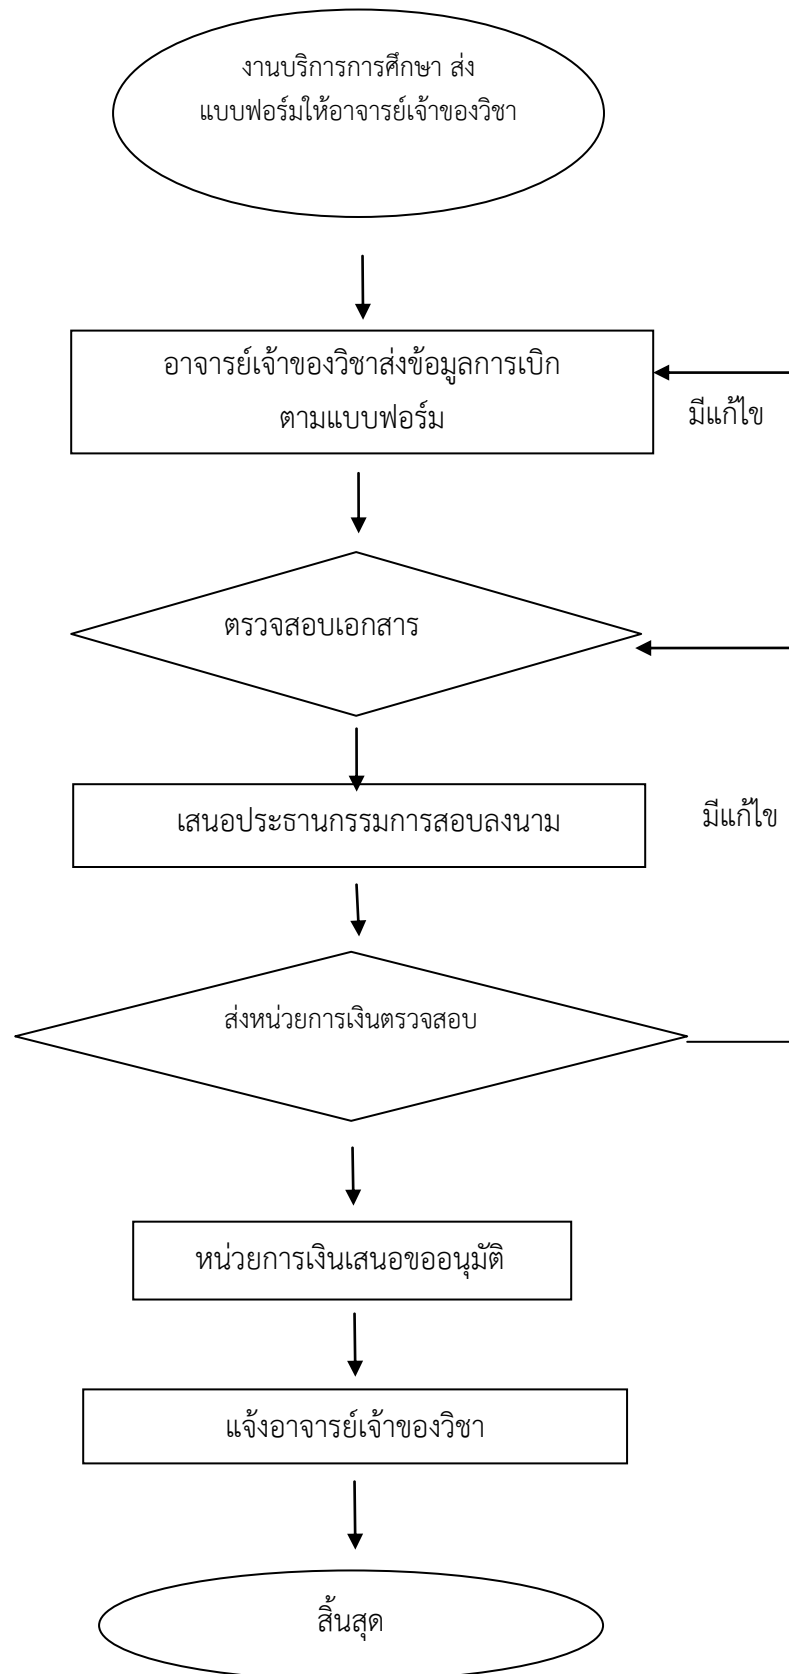 งานบริการการศึกษา ส่ง
แบบฟอร์มให้อาจารย์เจ้าของวิชา
อาจารย์เจ้าของวิชาส่งข้อมูลการเบิก
ตามแบบฟอร์ม
มีแก้ไข
ตรวจสอบเอกสาร
เสนอประธานกรรมการสอบลงนาม
มีแก้ไข
ส่งหน่วยการเงินตรวจสอบ
หน่วยการเงินเสนอขออนุมัติ
แจ้งอาจารย์เจ้าของวิชา
สิ้นสุด